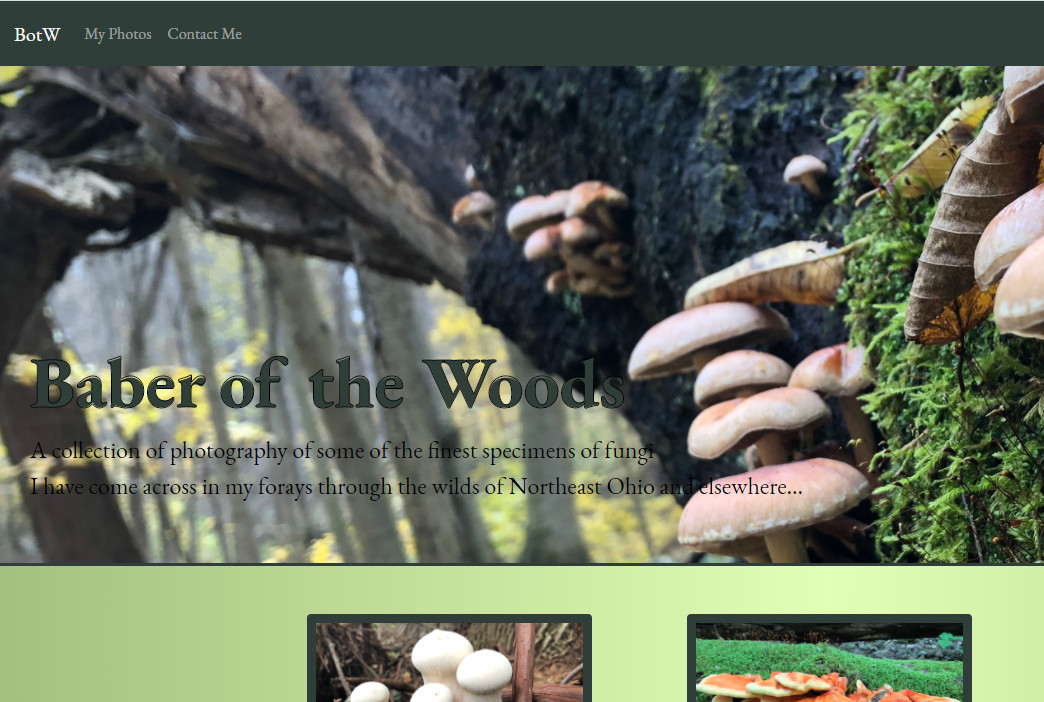 BotW My Photos Contact Me
Baber of the Woods
A collection of photography of some of the finest specimens of fungi
I have come across in my forays through the wilds of Northeast Ohio and elsewhere...